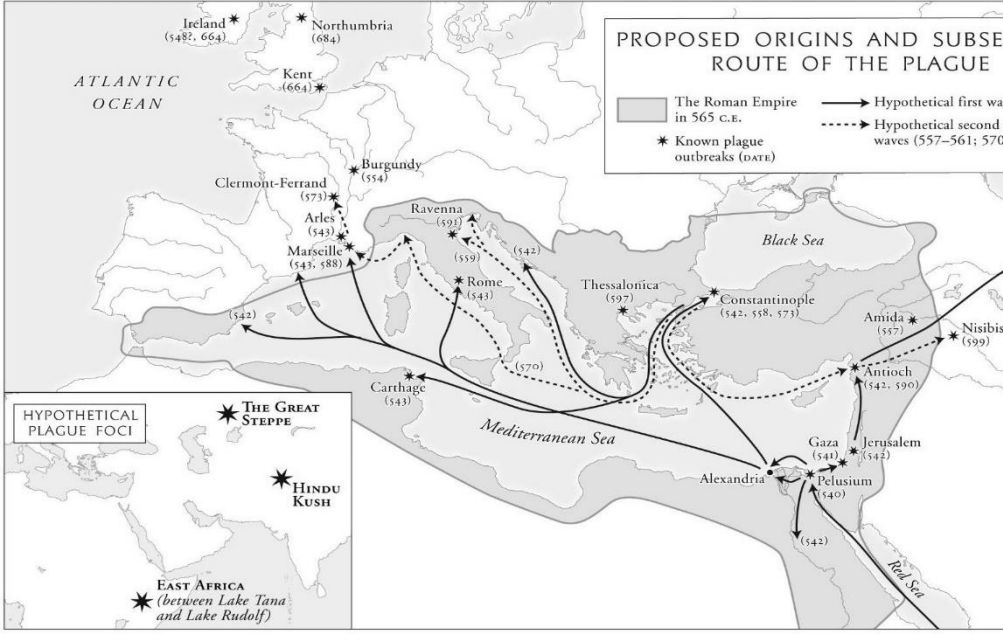 PROPOSED ORIGINS AND SUBSE
ROUTE OF THE PLAGUE
The Roman Empire
in 565 C.E.
Known plague
outbreaks (DATE)
Hypothetical first wa
Hypothetical second
waves (557–561; 570
Ireland
(548?, 664)
Northumbria
(684)
Kent
(664)
ATLANTIC
OCEAN
Burgundy
(554)
Clermont-Ferrand
(573)
Arles
(543)
Marseille
(543, 588)
Ravenna
(591)
(559)
(542)
Rome
(543)
Thessalonica
(597)
Black Sea
Constantinople
(542, 558, 573)
Amida
(557)
Nisibis
(599)
Antioch
(542, 590)
(542)
(570)
Carthage
(543)
Mediterranean Sea
Gaza
(541)
Jerusalem
(542)
Alexandria
Pelusium
(540)
(542)
Red Sea
HYPOTHETICAL
PLAGUE FOCI
THE GREAT
STEPPE
HINDU
KUSH
EAST AFRICA
(between Lake Tana
and Lake Rudolf)